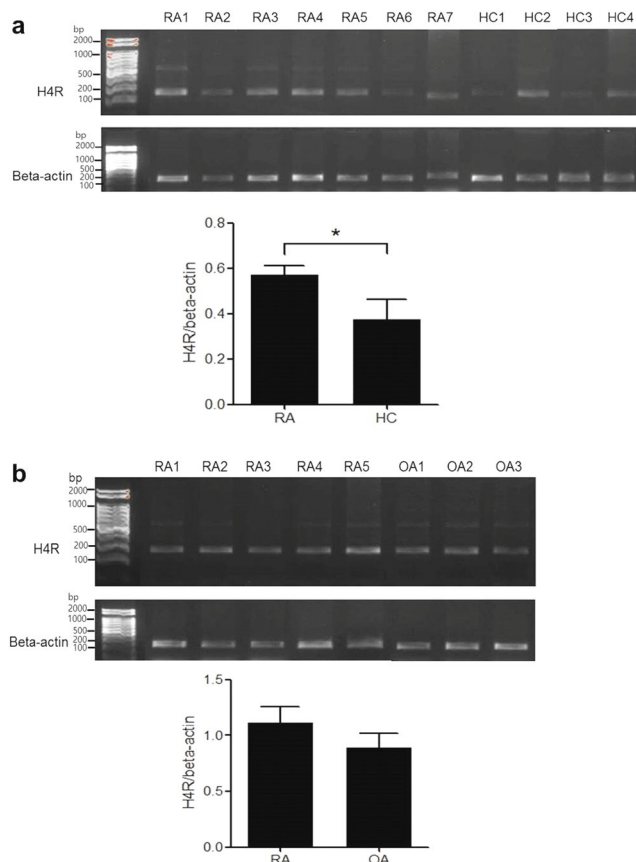 a
bp
RA1 RA2 RA3 RA4 RA5 RA6 RA7 HC1 HC2 HC3 HC4
2000
1000
500
200
100
H4R
bp
2000
1000
500
200
100
Beta-actin
0.8
0.6
0.4
0.2
0.0
H4R/beta-actin
*
RA HC
b
bp
RA1 RA2 RA3 RA4 RA5 OA1 OA2 OA3
2000
1000
500
200
100
H4R
bp
2000
1000
500
200
100
Beta-actin
1.5
1.0
0.5
0.0
H4R/beta-actin
RA OA